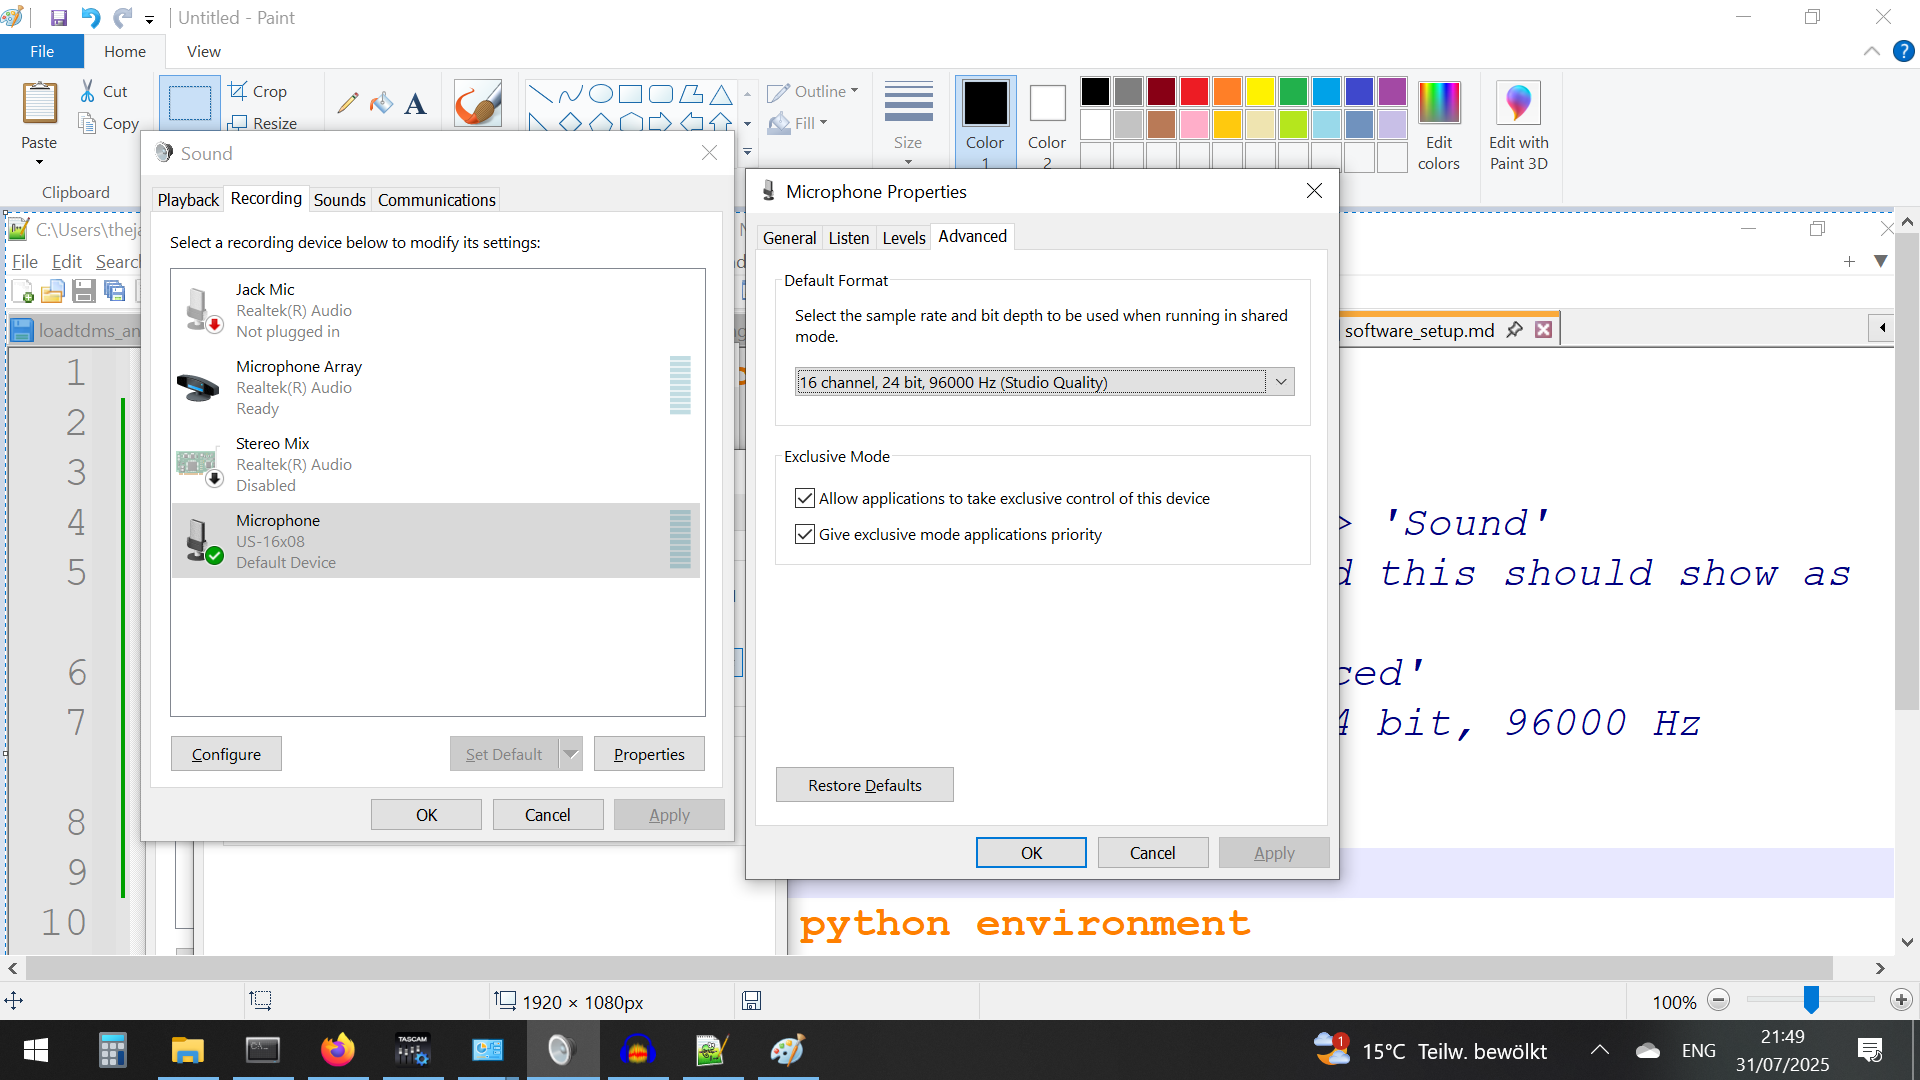 Untitled - Paint
File
Home
View
Paste
Cut
Copy
Clipboard
Crop
Resize
Outline
Fill
Size
Color
1
Color
2
Edit
colors
Edit with
Paint 3D
Sound
Playback
Recording
Sounds
Communications
Select a recording device below to modify its settings:
Jack Mic
Realtek(R) Audio
Not plugged in
Microphone Array
Realtek(R) Audio
Ready
Stereo Mix
Realtek(R) Audio
Disabled
Microphone
US-16x08
Default Device
Configure
Set Default
Properties
OK
Cancel
Apply
Microphone Properties
General
Listen
Levels
Advanced
Default Format
Select the sample rate and bit depth to be used when running in shared
mode.
16 channel, 24 bit, 96000 Hz (Studio Quality)
Exclusive Mode
Allow applications to take exclusive control of this device
Give exclusive mode applications priority
Restore Defaults
OK
Cancel
Apply
C:\Users\theja
File Edit Search
loadtdms_an
software_setup.md
1
2
3
4
5
6
7
8
9
10
> 'Sound'
d this should show as
ced'
4 bit, 96000 Hz
python environment
1920 × 1080px
100%
TASCAM
1
15°C Teilw. bewölkt
ENG
21:49
31/07/2025